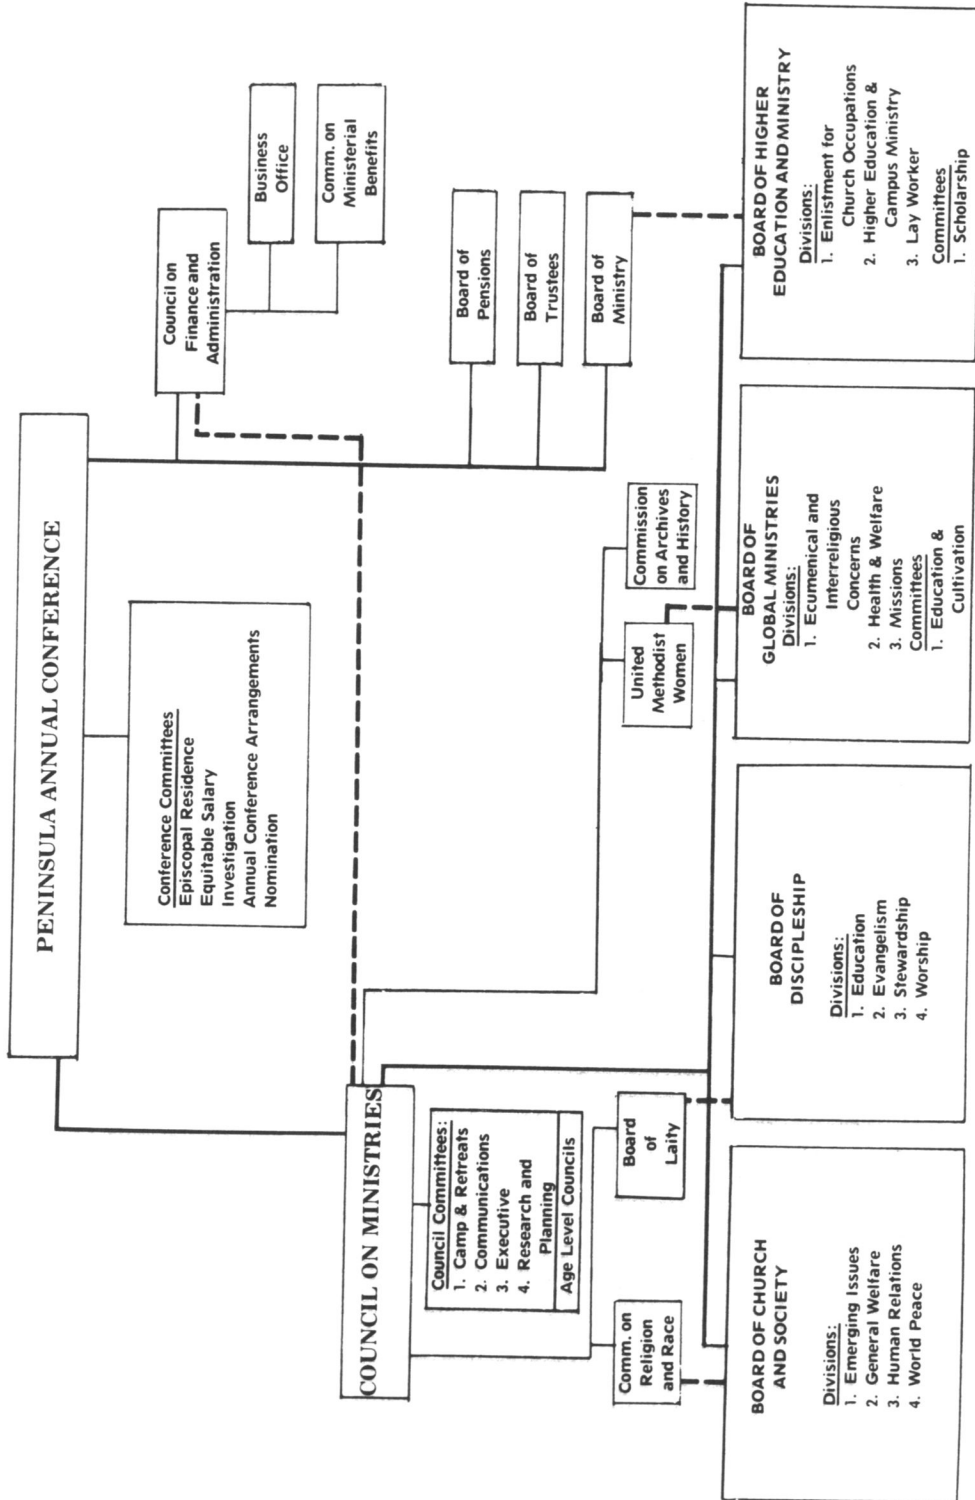 PENINSULA ANNUAL CONFERENCE
Conference Committees
Episcopal Residence
Equitable Salary
Investigation
Annual Conference Arrangements
Nomination
Council on
Finance and
Administration
Business
Office
Comm. on
Ministerial
Benefits
COUNCIL ON MINISTRIES
Council Committees:
1. Camp & Retreats
2. Communications
3. Executive
4. Research and
Planning
Age Level Councils
Board of
Pensions
Board of
Trustees
Board of
Ministry
Comm. on
Religion
and Race
Board
of
Laity
United
Methodist
Women
Commission
on Archives
and History
BOARD OF CHURCH
AND SOCIETY
Divisions:
1. Emerging Issues
2. General Welfare
3. Human Relations
4. World Peace
BOARD OF
DISCIPLESHIP
Divisions:
1. Education
2. Evangelism
3. Stewardship
4. Worship
BOARD OF
GLOBAL MINISTRIES
Divisions:
1. Ecumenical and
Interreligious
Concerns
2. Health & Welfare
3. Missions
Committees
1. Education &
Cultivation
BOARD OF HIGHER
EDUCATION AND MINISTRY
Divisions:
1. Enlistment for
Church Occupations
2. Higher Education &
Campus Ministry
3. Lay Worker
Committees
1. Scholarship